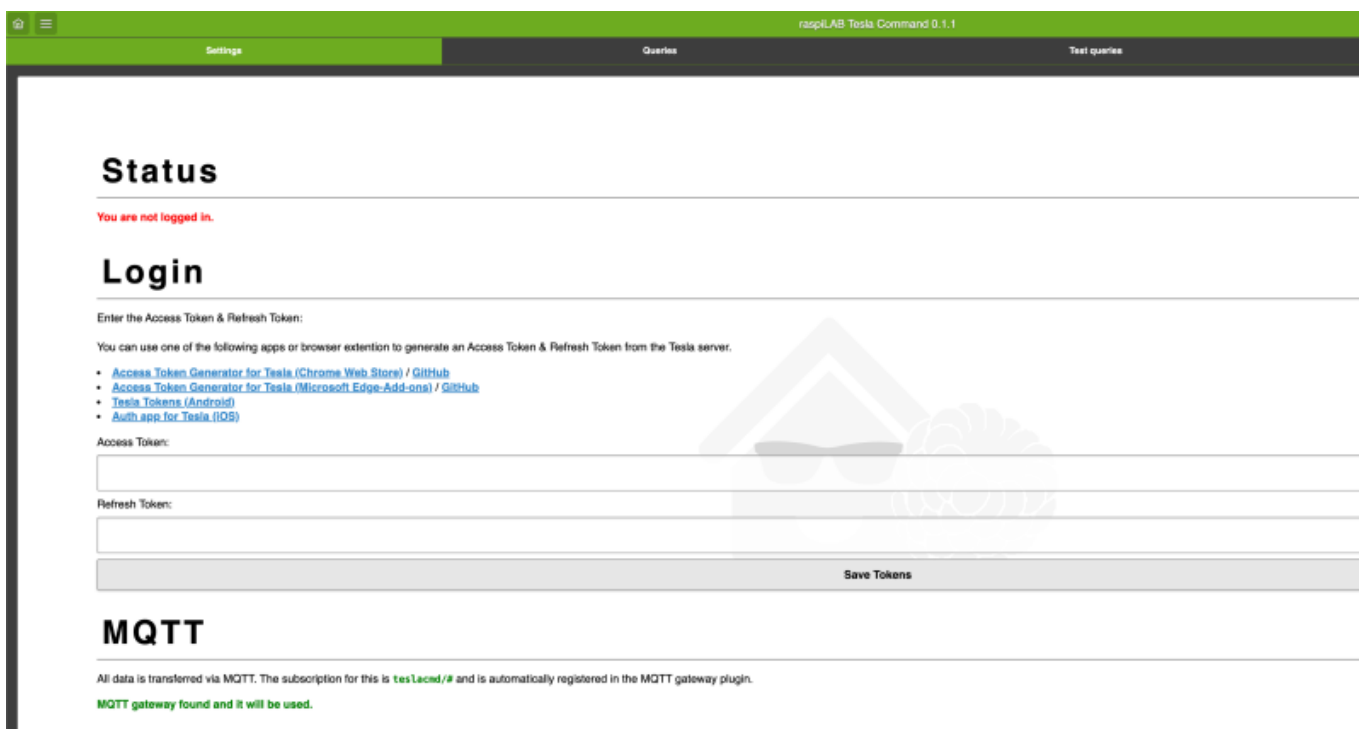 raspiLAB Tesla Command 0.1.1
Settings Queries Test queries
Status
You are not logged in.
Login
Enter the Access Token & Refresh Token:
You can use one of the following apps or browser extention to generate an Access Token & Refresh Token from the Tesla server.
• Access Token Generator for Tesla (Chrome Web Store) / GitHub
• Access Token Generator for Tesla (Microsoft Edge-Add-ons) / GitHub
• Tesla Tokens (Android)
• Auth app for Tesla (iOS)
Access Token:
Refresh Token:
Save Tokens
MQTT
All data is transferred via MQTT. The subscription for this is teslacmd/# and is automatically registered in the MQTT gateway plugin.
MQTT gateway found and it will be used.